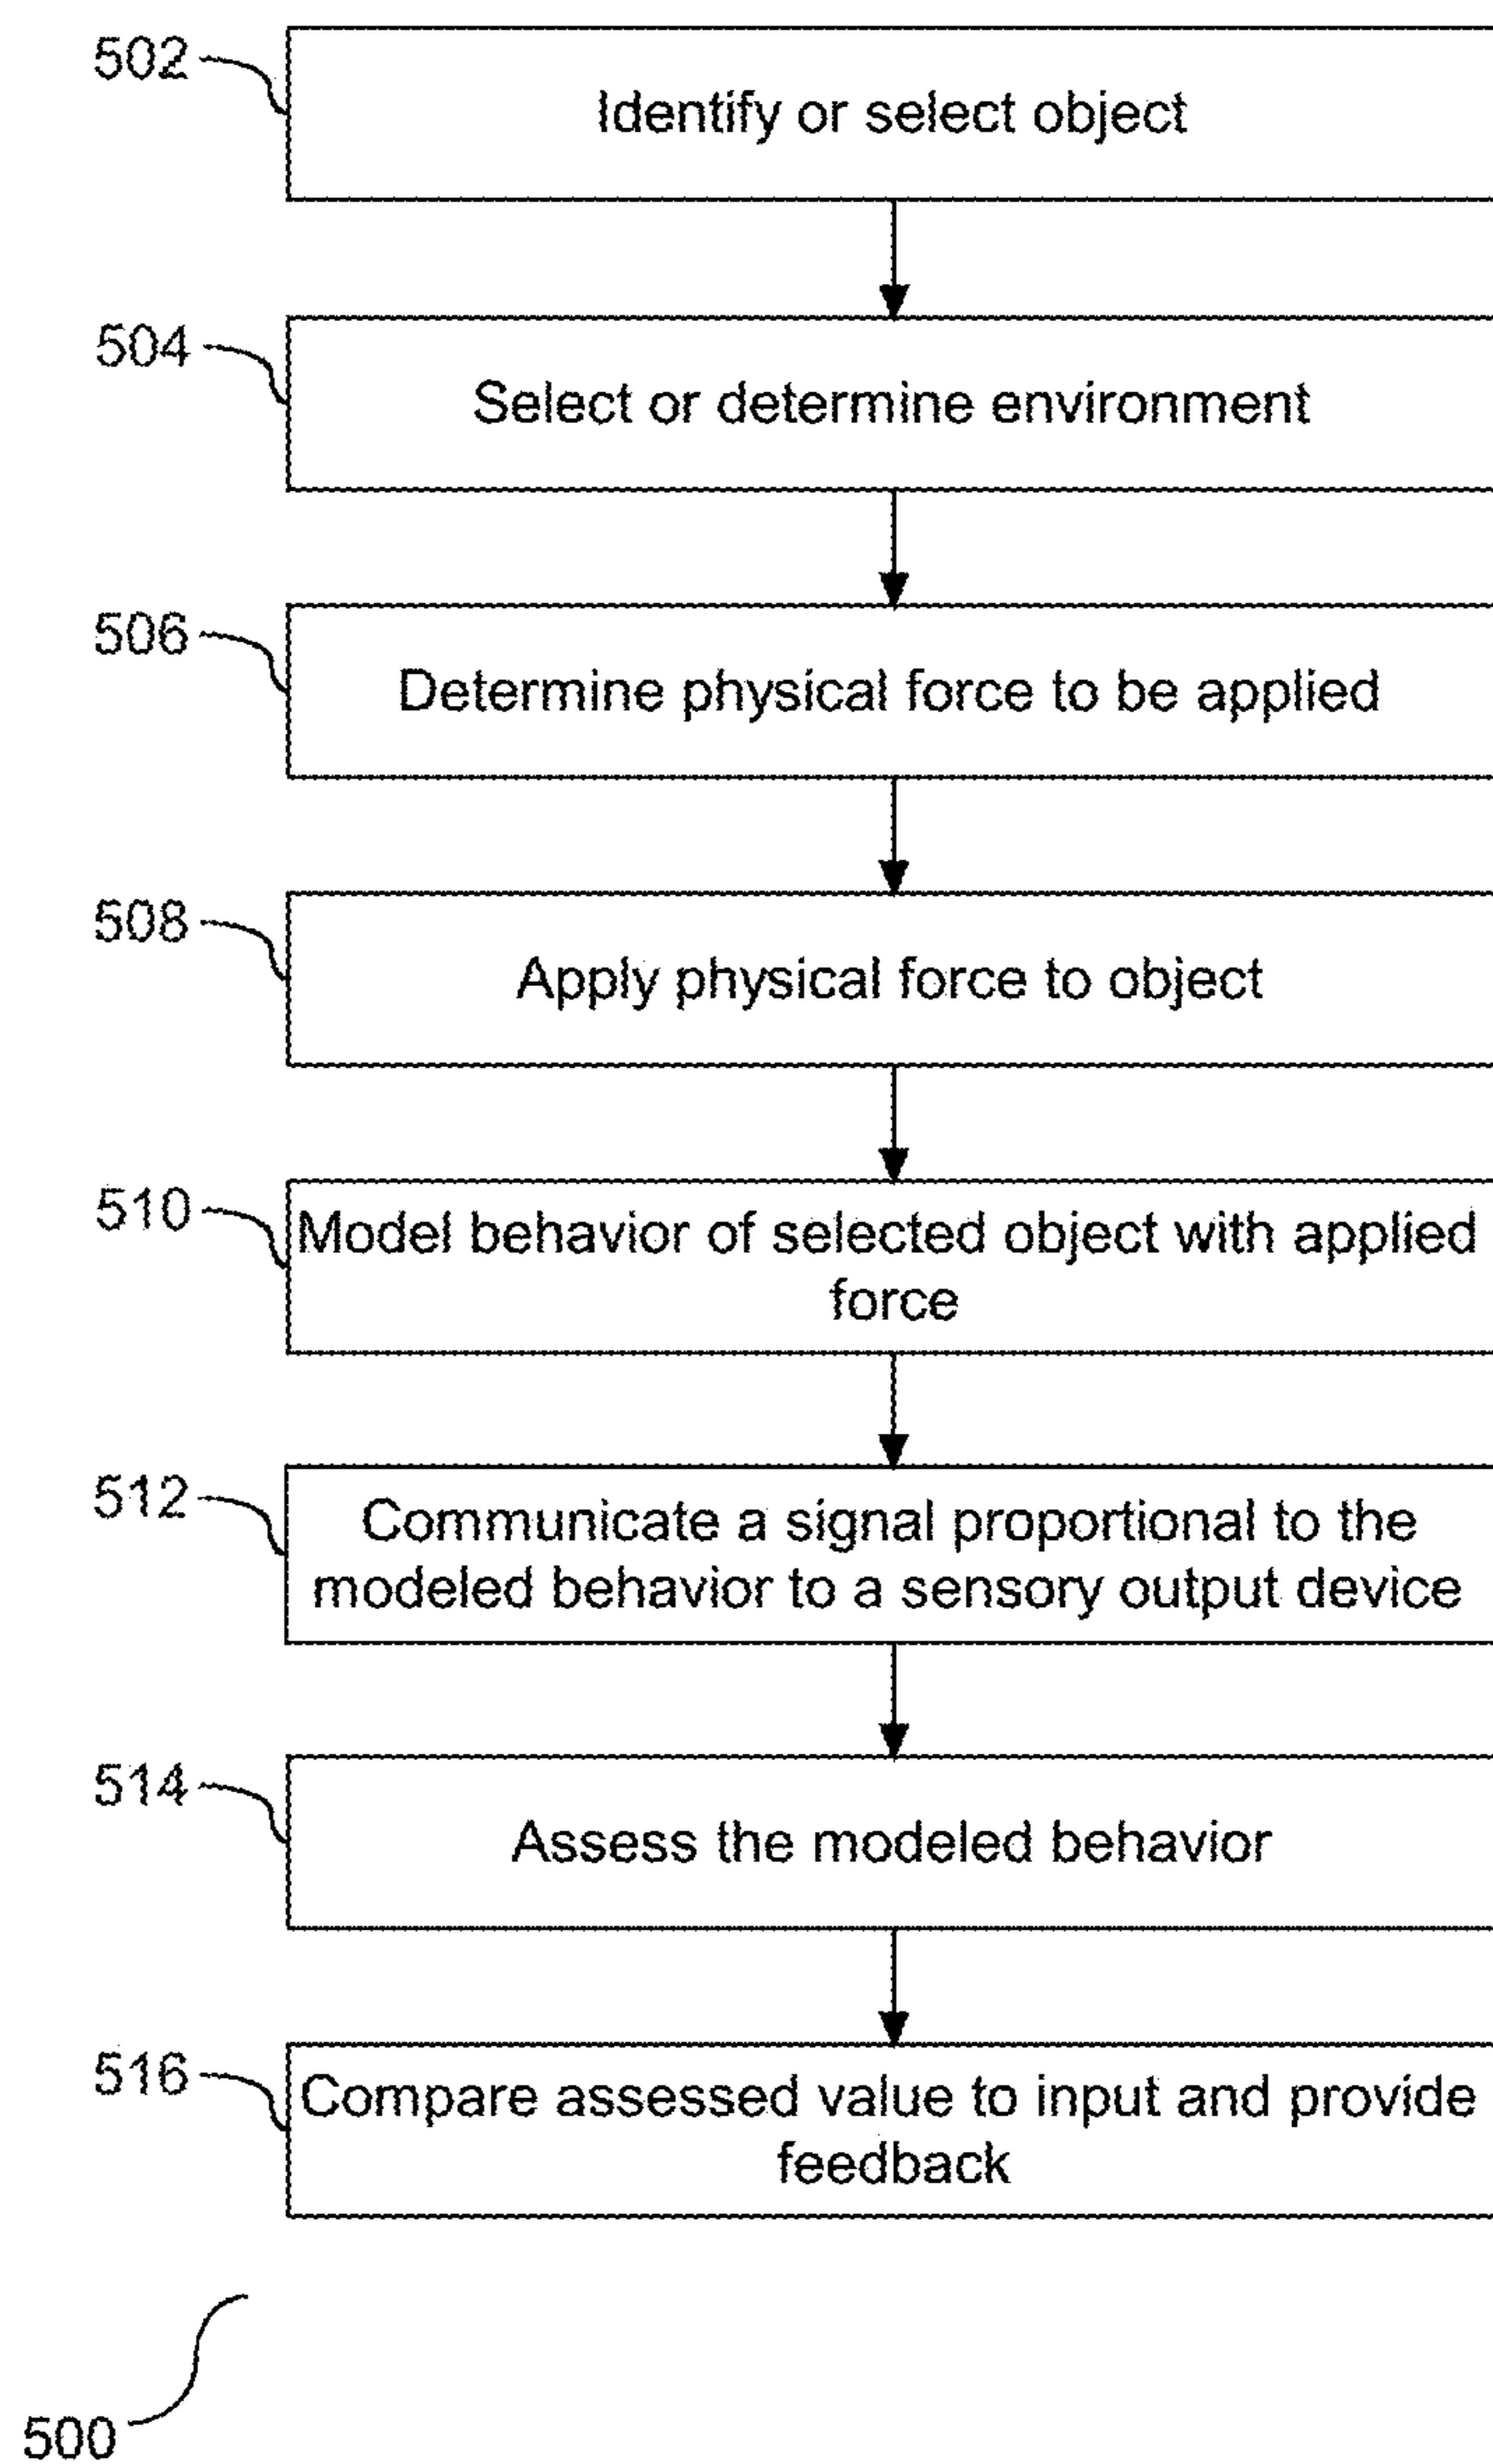 502
Identify or select object
504
Select or determine environment
506
Determine physical force to be applied
508
Apply physical force to object
510
Model behavior of selected object with applied
force
512
Communicate a signal proportional to the
modeled behavior to a sensory output device
514
Assess the modeled behavior
516
Compare assessed value to input and provide
feedback
500